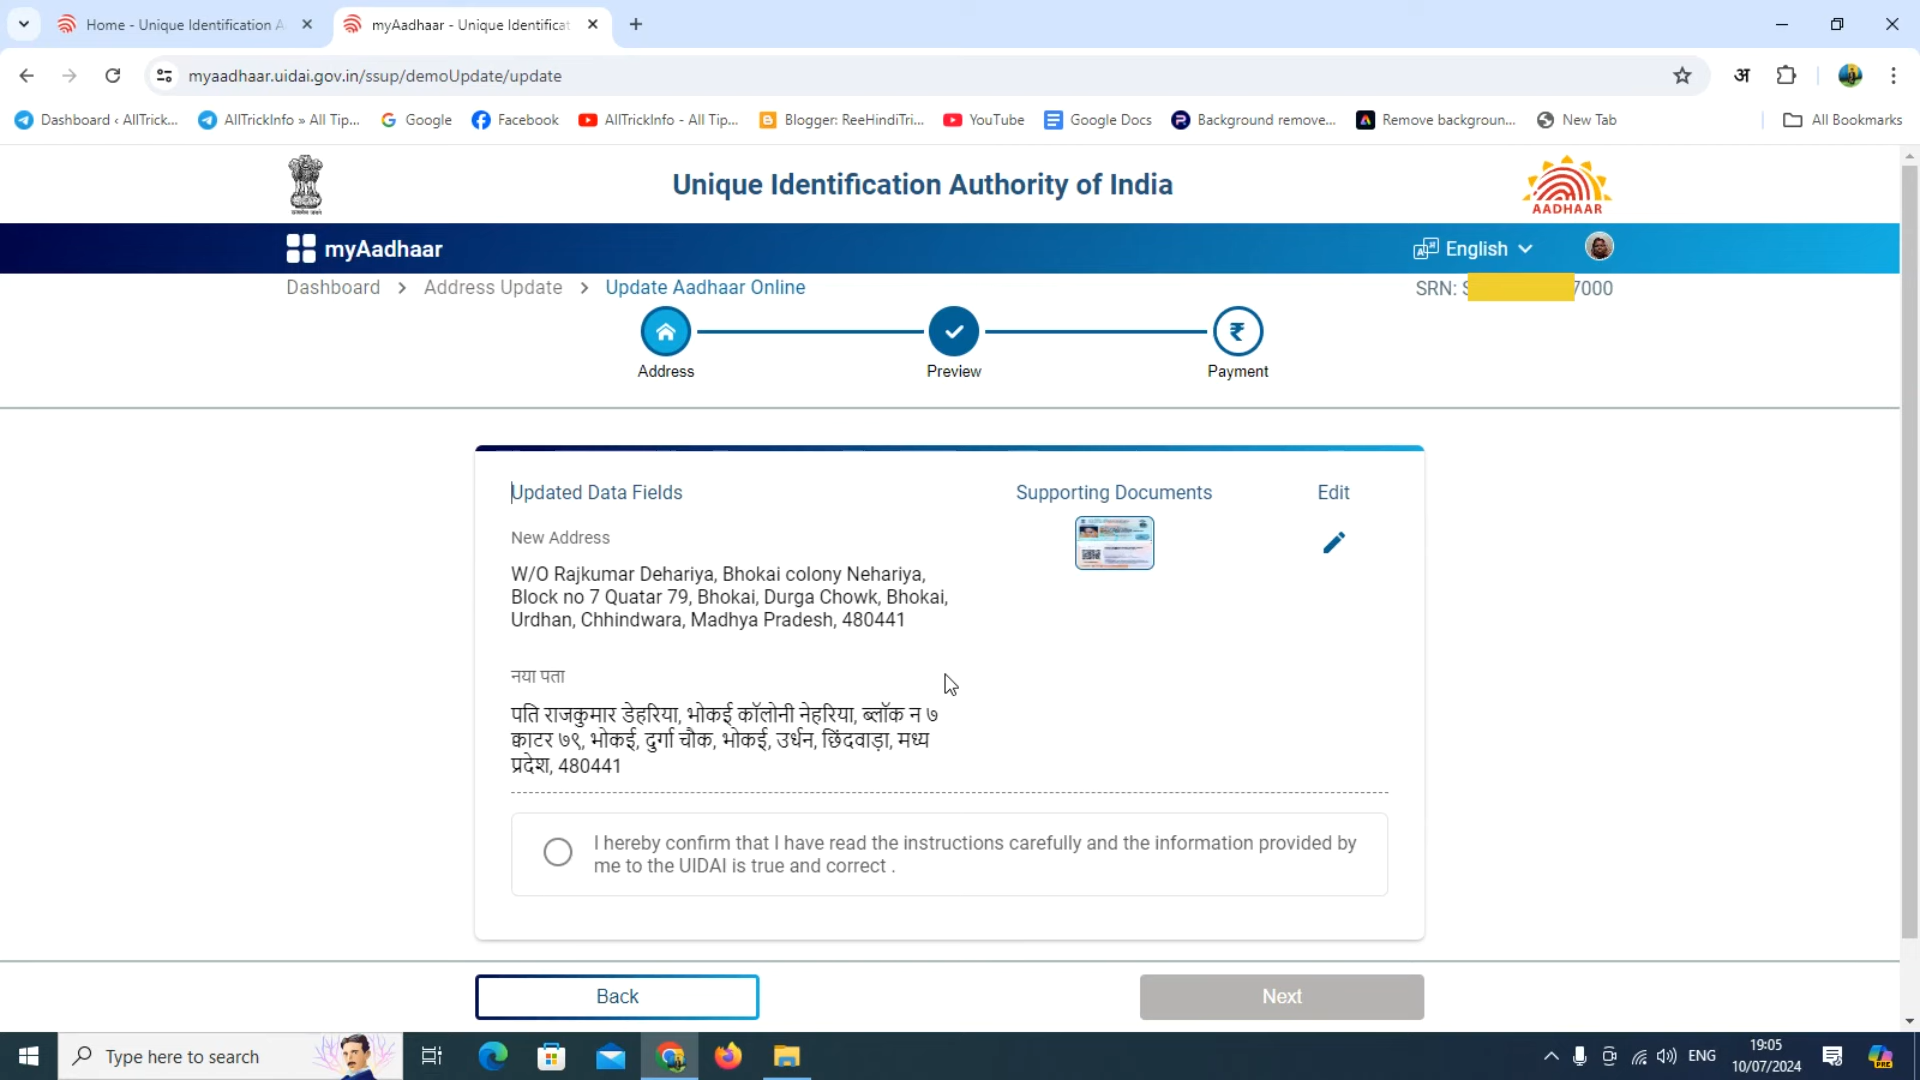 Home - Unique Identification A
myAadhaar - Unique Identificat
myaadhaar.uidai.gov.in/ssup/demoUpdate/update
अ
Dashboard ‹ AllTrick...
AllTrickInfo » All Tip...
Google
Facebook
AllTrickInfo - All Tip...
Blogger: ReeHindiTri...
YouTube
Google Docs
Background remove...
Remove backgroun...
New Tab
All Bookmarks
Unique Identification Authority of India
AADHAAR
myAadhaar
English
Dashboard > Address Update > Update Aadhaar Online
SRN: S 7000
Address
Preview
Payment
Updated Data Fields
Supporting Documents
Edit
New Address
W/O Rajkumar Dehariya, Bhokai colony Nehariya,
Block no 7 Quatar 79, Bhokai, Durga Chowk, Bhokai,
Urdhan, Chhindwara, Madhya Pradesh, 480441
नया पता
पति राजकुमार डेहरिया, भोकई कॉलोनी नेहरिया, ब्लॉक न ७
क्वाटर ७९, भोकई, दुर्गा चौक, भोकई, उर्धन, छिंदवाड़ा, मध्य
प्रदेश, 480441
I hereby confirm that I have read the instructions carefully and the information provided by
me to the UIDAI is true and correct .
Back
Next
Type here to search
ENG
19:05
10/07/2024